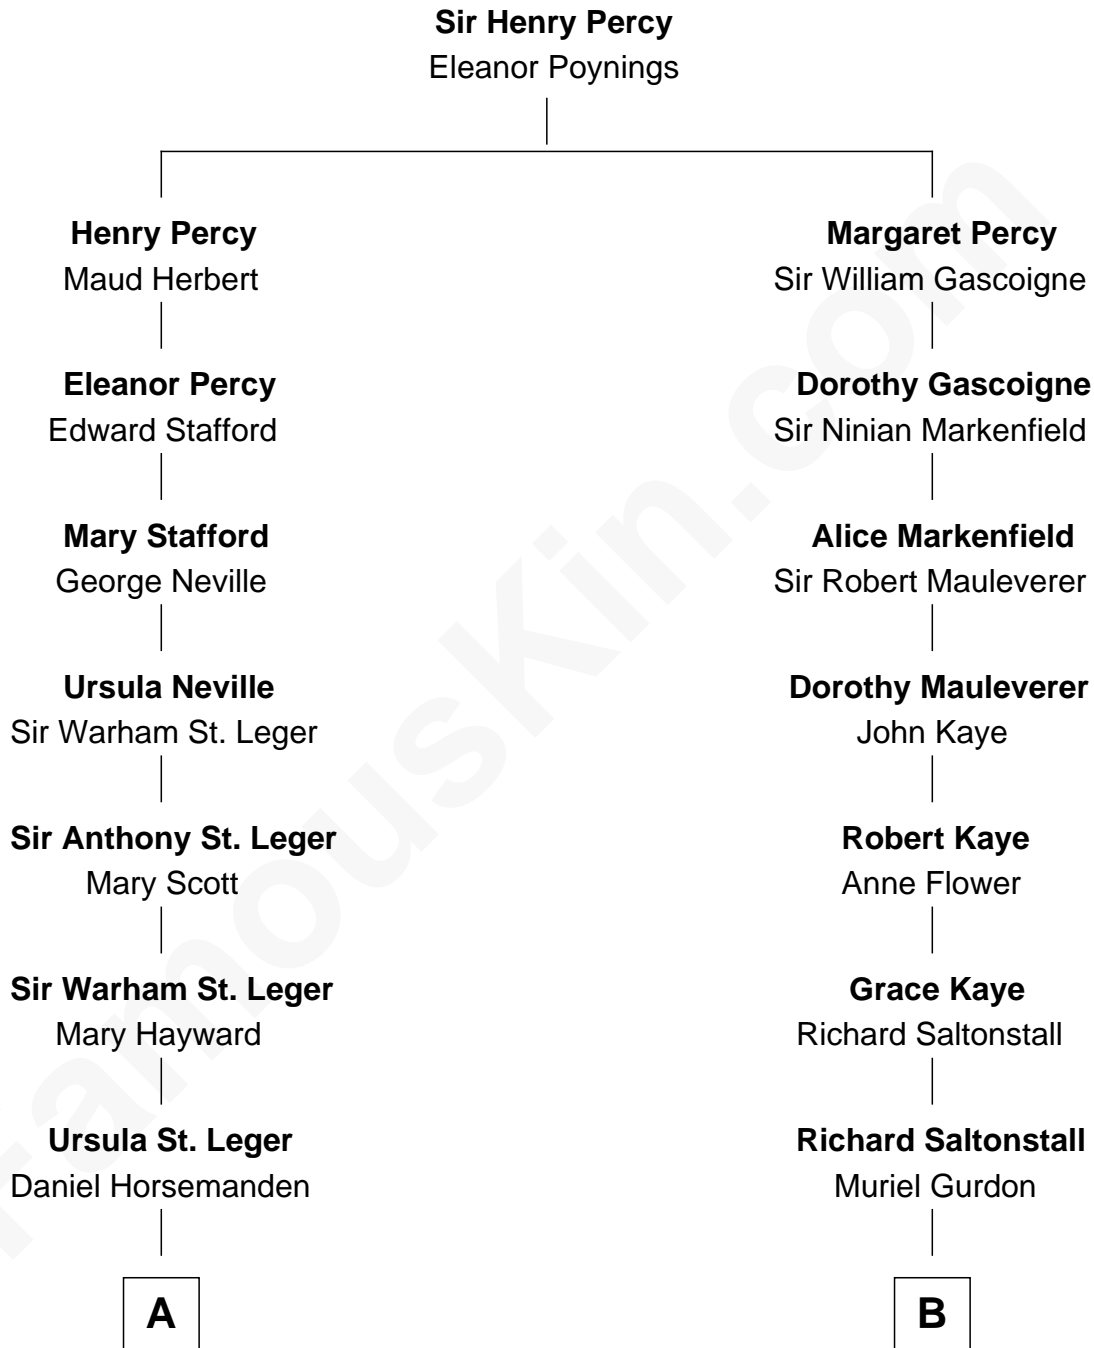 Sir Henry Percy
Eleanor Poynings
Henry Percy
Maud Herbert
Margaret Percy
Sir William Gascoigne
Eleanor Percy
Edward Stafford
Dorothy Gascoigne
Sir Ninian Markenfield
Mary Stafford
George Neville
Alice Markenfield
Sir Robert Mauleverer
Ursula Neville
Sir Warham St. Leger
Dorothy Mauleverer
John Kaye
Sir Anthony St. Leger
Mary Scott
Robert Kaye
Anne Flower
Sir Warham St. Leger
Mary Hayward
Grace Kaye
Richard Saltonstall
Ursula St. Leger
Daniel Horsemanden
Richard Saltonstall
Muriel Gurdon
A
B
FamousKin.com